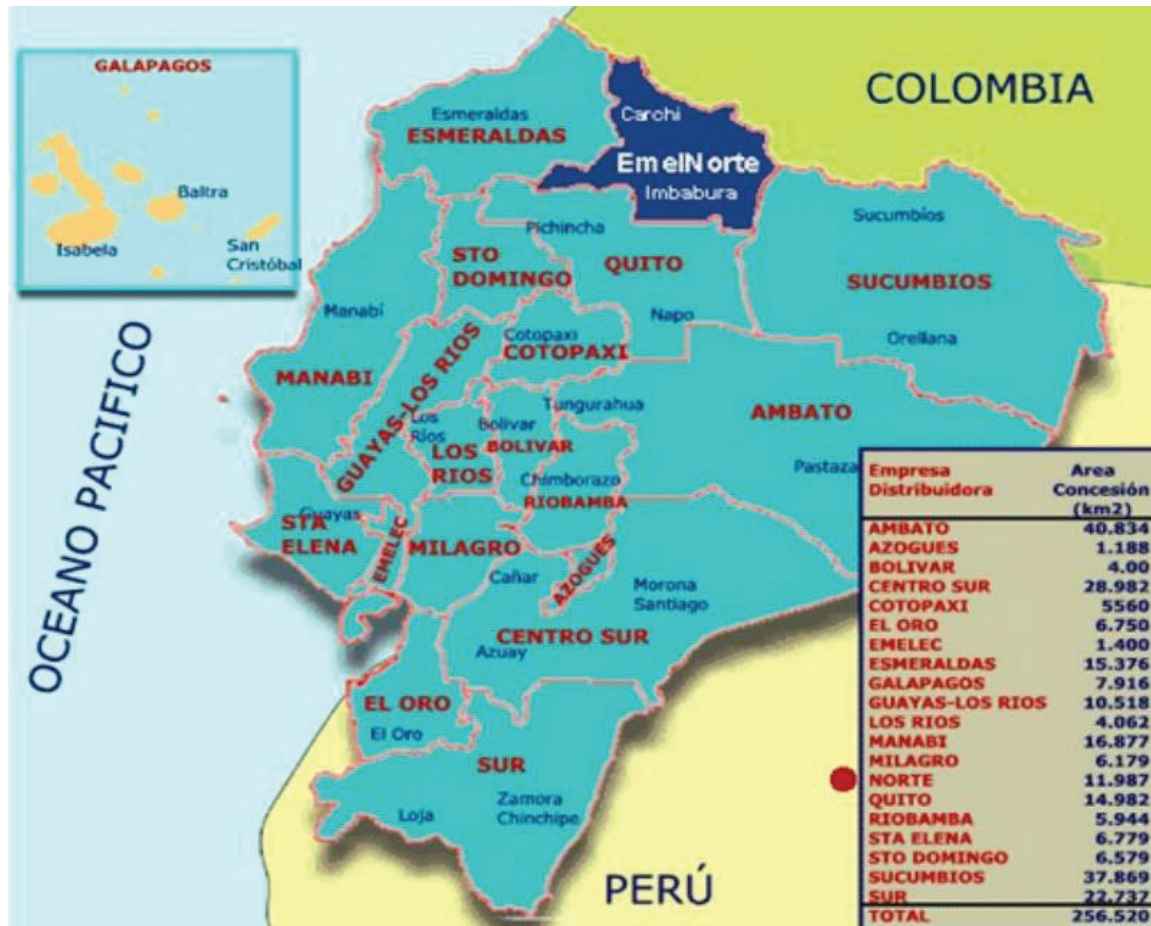 GALAPAGOS
Baltra
Isabela
San
Cristóbal
COLOMBIA
Esmeraldas
ESMERALDAS
Carchi
EmelNorte
Imbabura
Pichincha
STO
DOMINGO
QUITO
Sucumbíos
SUCUMBIOS
Manabí
Napo
Orellana
Cotopaxi
COTOPAXI
MANABI
GUAYAS-LOS RIOS
Los
Ríos
LOS
RIOS
Bolivar
BOLIVAR
Tungurahua
AMBATO
Pastaza
Chimborazo
RIOBAMBA
Guayas
STA
ELENA
EMELEC
MILAGRO
Cañar
AZOGUES
Morona
Santiago
CENTRO SUR
Azuay
EL ORO
El Oro
SUR
Loja
Zamora
Chinchipe
OCEANO PACIFICO
PERÚ
Empresa Area
Distribuidora Concesión
(km2)
AMBATO 40.834
AZOGUES 1.188
BOLIVAR 4.00
CENTRO SUR 28.982
COTOPAXI 5560
EL ORO 6.750
EMELEC 1.400
ESMERALDAS 15.376
GALAPAGOS 7.916
GUAYAS-LOS RIOS 10.518
LOS RIOS 4.062
MANABI 16.877
MILAGRO 6.179
NORTE 11.987
QUITO 14.982
RIOBAMBA 5.944
STA ELENA 6.779
STO DOMINGO 6.579
SUCUMBIOS 37.869
SUR 22.737
TOTAL 256.520